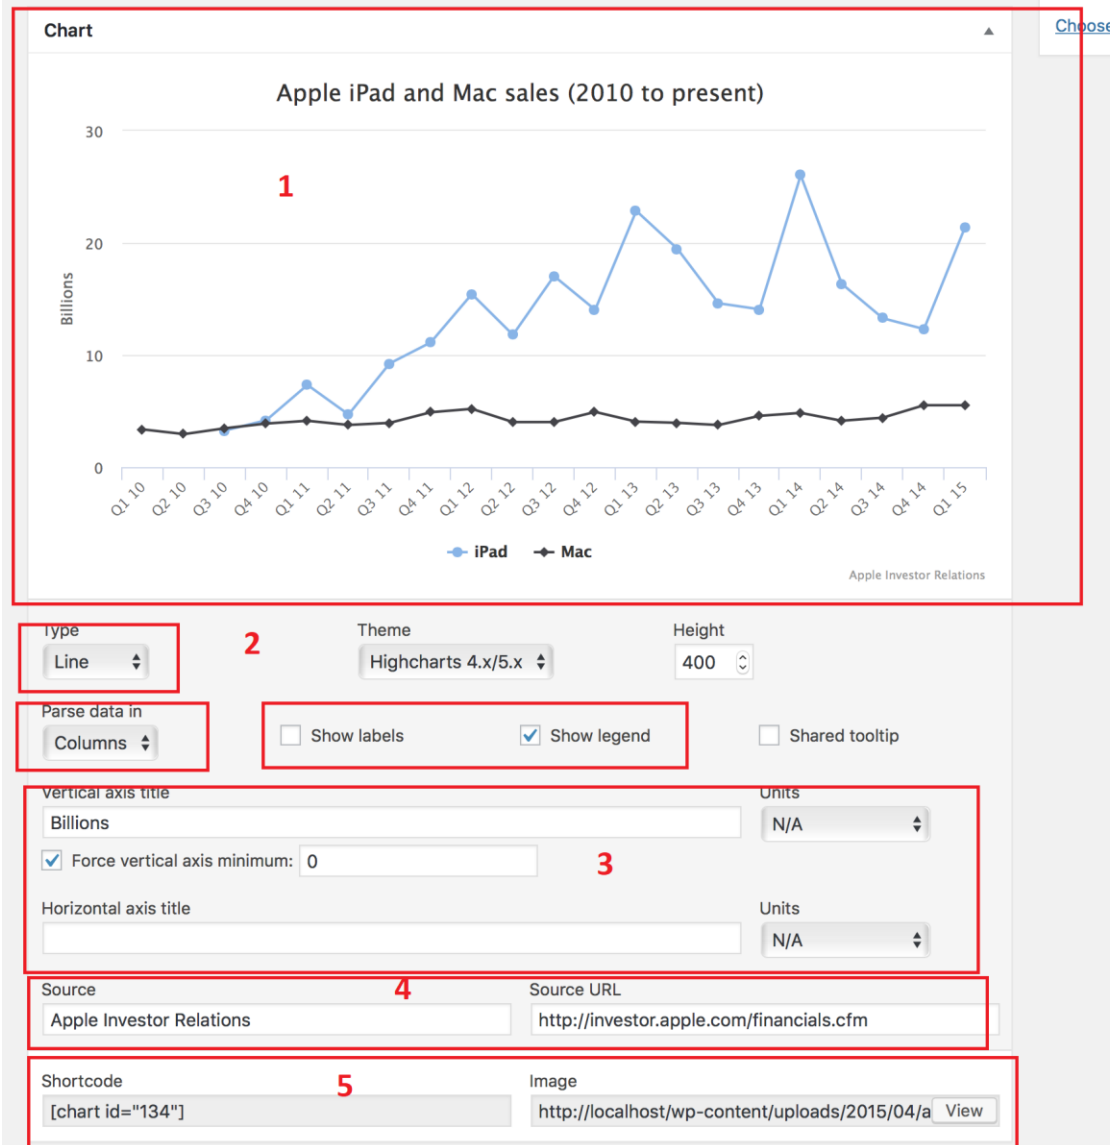 Chart ▲
Choose
Apple iPad and Mac sales (2010 to present)
30
1
20
Billions
10
0
Q1 10 Q2 10 Q3 10 Q4 10 Q1 11 Q2 11 Q3 11 Q4 11 Q1 12 Q2 12 Q3 12 Q4 12 Q1 13 Q2 13 Q3 13 Q4 13 Q1 14 Q2 14 Q3 14 Q4 14 Q1 15
iPad Mac
Apple Investor Relations
Type 2 Theme Height
Line Highcharts 4.x/5.x 400
Parse data in
Columns Show labels Show legend Shared tooltip
Vertical axis title Units
Billions N/A
Force vertical axis minimum: 0 3
Horizontal axis title Units
N/A
Source 4 Source URL
Apple Investor Relations http://investor.apple.com/financials.cfm
Shortcode 5 Image
[chart id="134"] http://localhost/wp-content/uploads/2015/04/a View